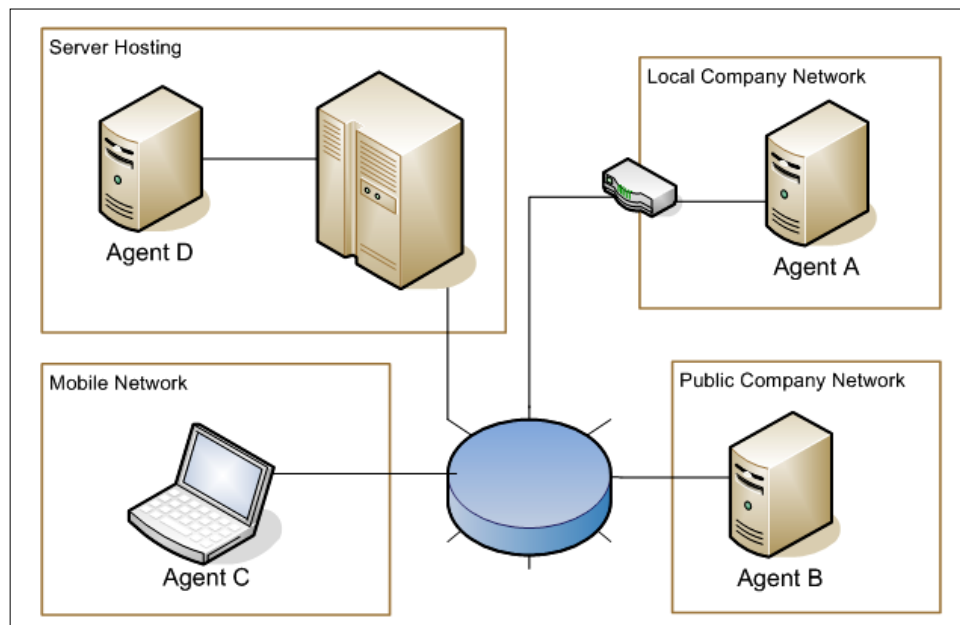 Server Hosting
Agent D
Local Company Network
Agent A
Mobile Network
Agent C
Public Company Network
Agent B